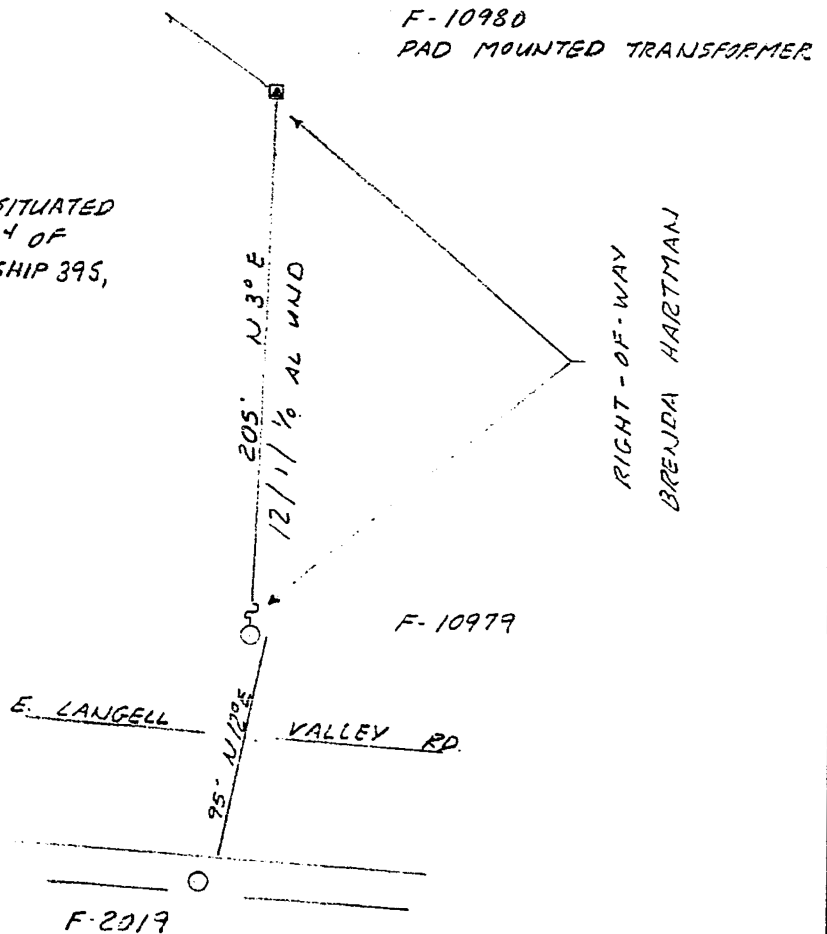 F-10980
PAD MOUNTED TRANSFORMER
SITUATED
OF
SHIP 39S,
205' N 3° E
12/1/1/0 AL UND
RIGHT-OF-WAY
BRENDA HARTMAN
F-10979
E. LANGELL VALLEY RD.
95' N 12° E
F-2019